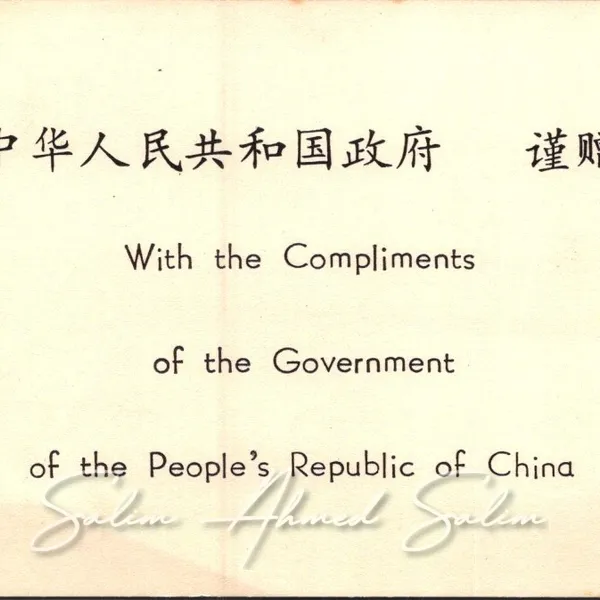 中华人民共和国政府 谨赠
With the Compliments
of the Government
of the People's Republic of China
Salim Ahmed Salim